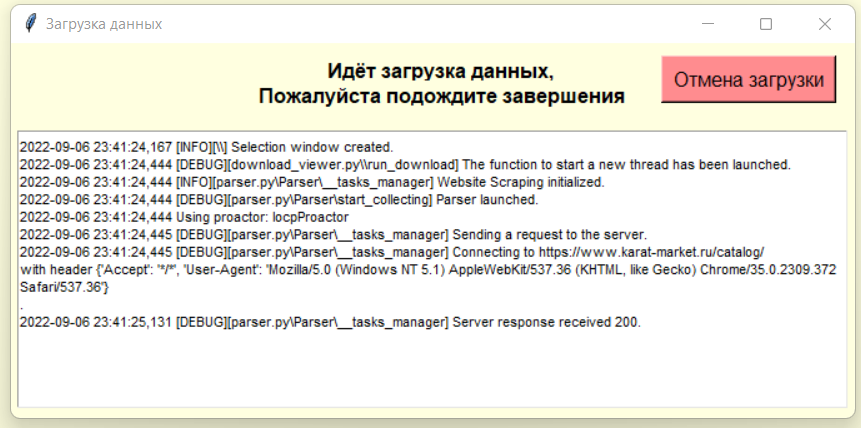 Загрузка данных
Идёт загрузка данных,
Пожалуйста подождите завершения
Отмена загрузки
2022-09-06 23:41:24,167 [INFO][\\] Selection window created.
2022-09-06 23:41:24,444 [DEBUG][download_viewer.py\\run_download] The function to start a new thread has been launched.
2022-09-06 23:41:24,444 [INFO][parser.py\Parser\__tasks_manager] Website Scraping initialized.
2022-09-06 23:41:24,444 [DEBUG][parser.py\Parser\start_collecting] Parser launched.
2022-09-06 23:41:24,444 Using proactor: IocpProactor
2022-09-06 23:41:24,445 [DEBUG][parser.py\Parser\__tasks_manager] Sending a request to the server.
2022-09-06 23:41:24,445 [DEBUG][parser.py\Parser\__tasks_manager] Connecting to https://www.karat-market.ru/catalog/
with header {'Accept': '*/*', 'User-Agent': 'Mozilla/5.0 (Windows NT 5.1) AppleWebKit/537.36 (KHTML, like Gecko) Chrome/35.0.2309.372
Safari/537.36'}
.
2022-09-06 23:41:25,131 [DEBUG][parser.py\Parser\__tasks_manager] Server response received 200.